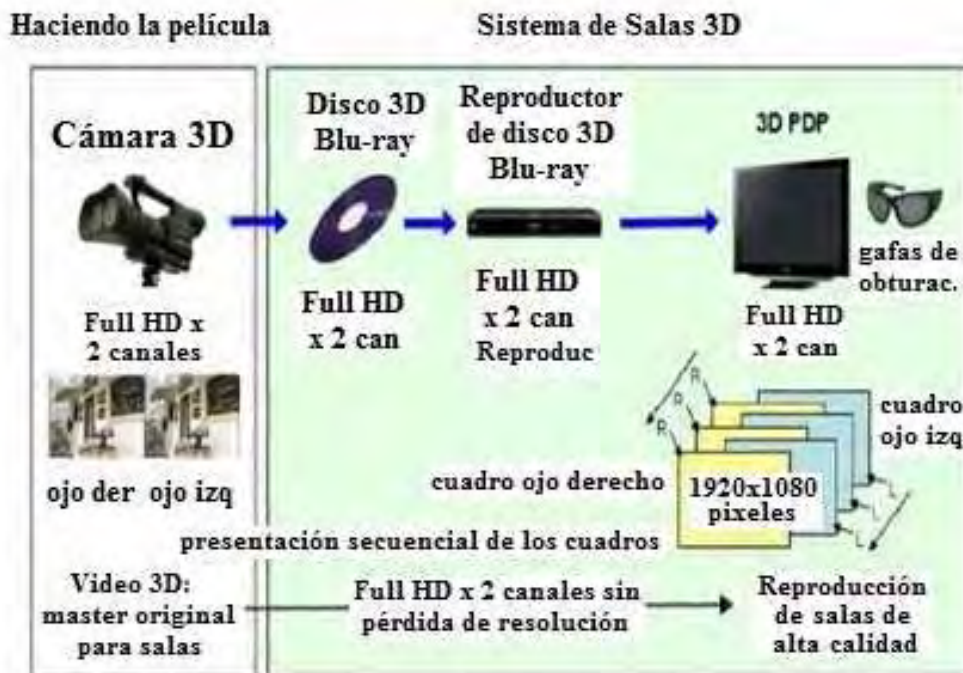 Haciendo la película
Sistema de Salas 3D
Cámara 3D
Full HD x
2 canales
ojo der ojo izq
Video 3D:
master original
para salas
Disco 3D
Blu-ray
Full HD
x 2 can
Reproductor
de disco 3D
Blu-ray
Full HD
x 2 can
Reproduc
3D PDP
gafas de
obturac.
Full HD
x 2 can
R
R
R
cuadro
ojo izq
cuadro ojo derecho
1920x1080
pixeles
L
L
L
presentación secuencial de los cuadros
Full HD x 2 canales sin
pérdida de resolución
Reproducción
de salas de
alta calidad